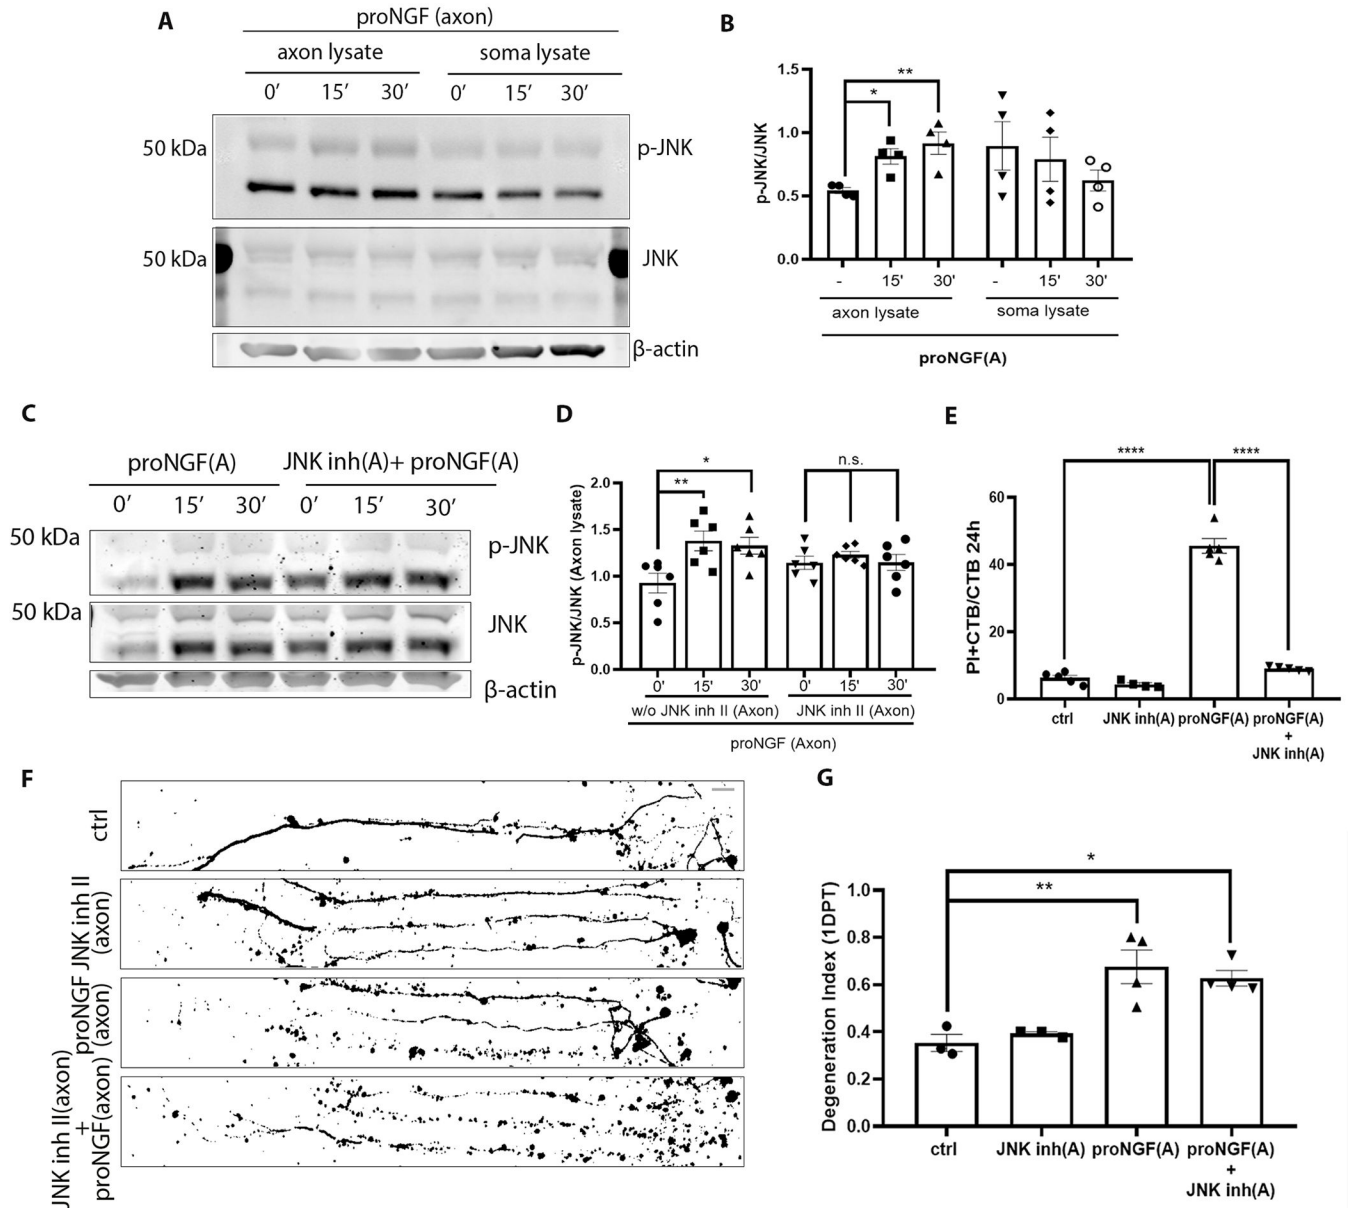 A
proNGF (axon)
axon lysate soma lysate
0′ 15′ 30′ 0′ 15′ 30′
50 kDa p-JNK
50 kDa JNK
β-actin
B
p-JNK/JNK
1.5
1.0
0.5
0.0
**
*
- 15' 30' - 15' 30'
axon lysate soma lysate
proNGF(A)
C
proNGF(A) JNK inh(A)+ proNGF(A)
0′ 15′ 30′ 0′ 15′ 30′
50 kDa p-JNK
50 kDa JNK
β-actin
D
p-JNK/JNK (Axon lysate)
2.0
1.5
1.0
0.5
0.0
*
**
n.s.
0' 15' 30' 0' 15' 30'
w/o JNK inh II (Axon) JNK inh II (Axon)
proNGF (Axon)
E
PI+CTB/CTB 24h
60
40
20
0
**** ****
ctrl JNK inh(A) proNGF(A) proNGF(A)
+
JNK inh(A)
F
ctrl
JNK inh II
(axon)
proNGF
(axon)
JNK inh II(axon)
+
proNGF(axon)
G
Degeneration Index (1DPT)
1.0
0.8
0.6
0.4
0.2
0.0
*
**
ctrl JNK inh(A) proNGF(A) proNGF(A)
+
JNK inh(A)